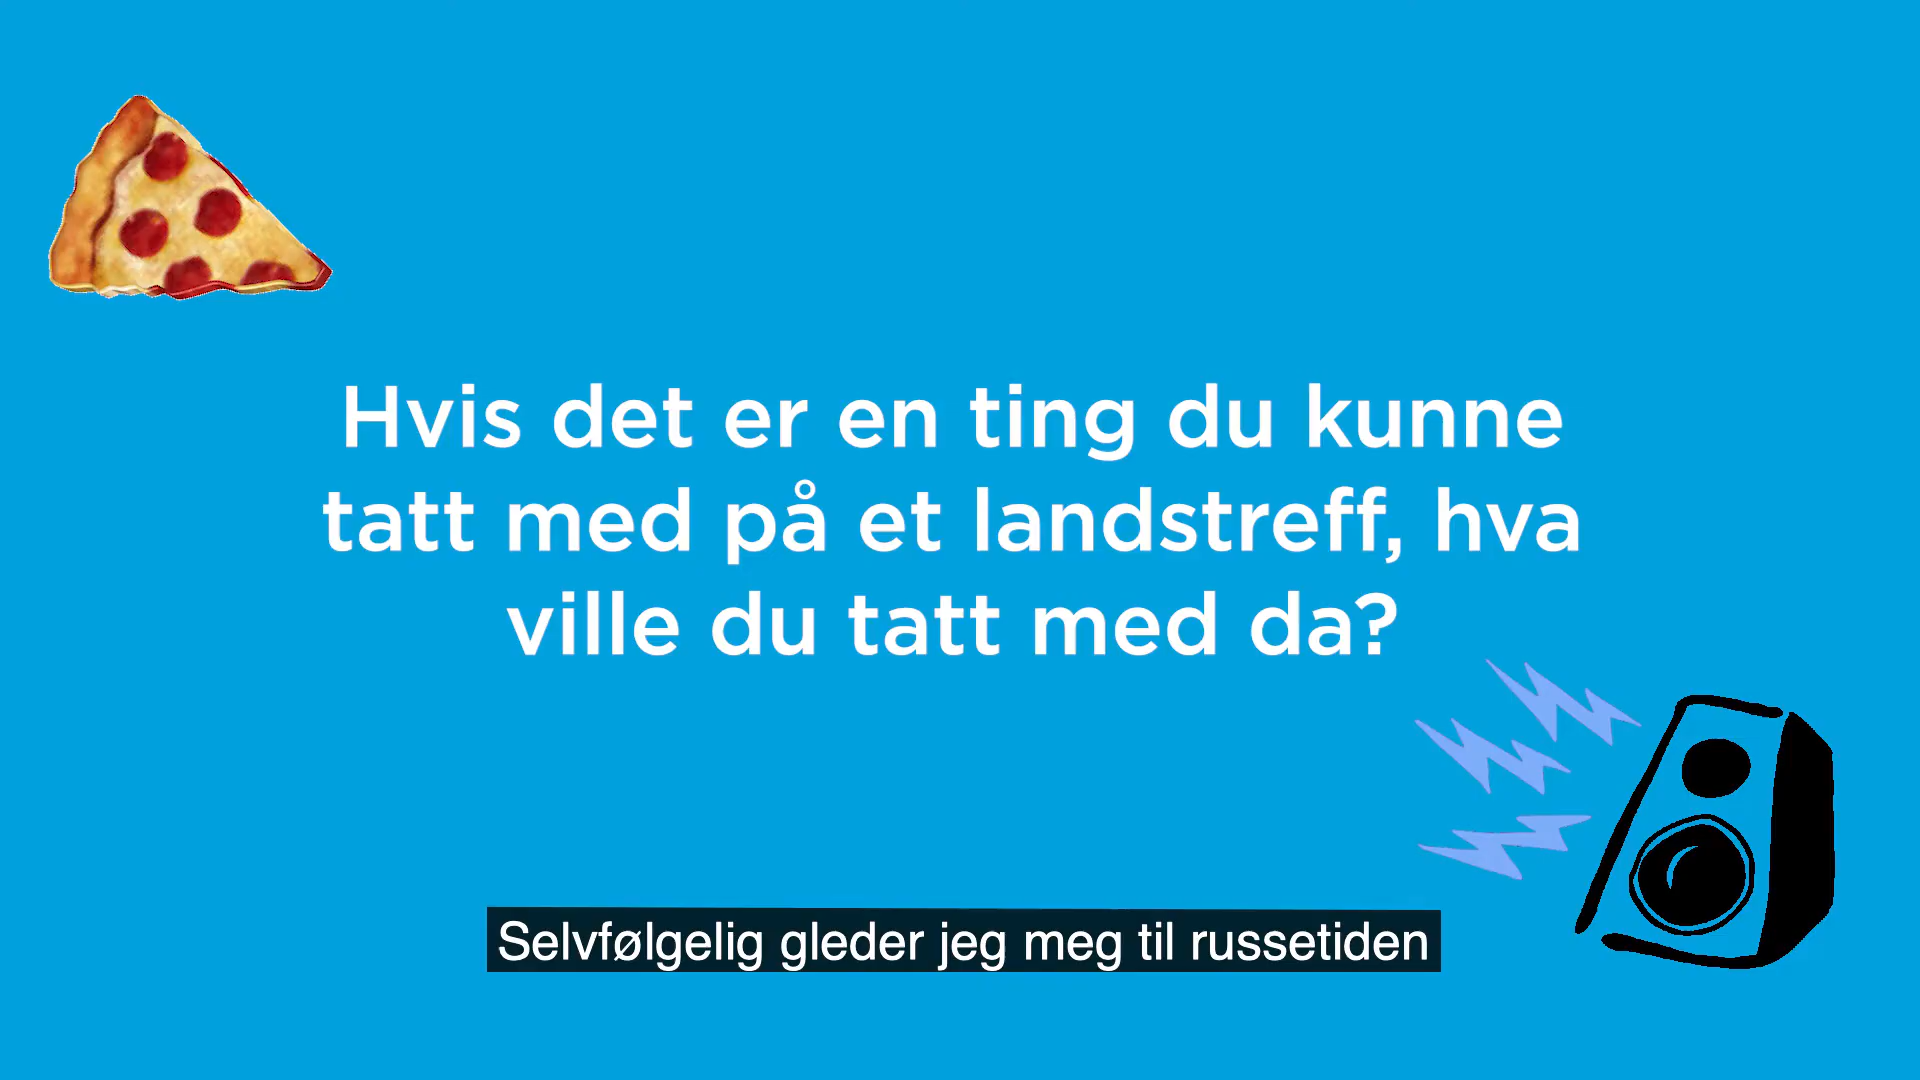 Hvis det er en ting du kunne
tatt med på et landstreff, hva
ville du tatt med da?
Selvfølgelig gleder jeg meg til russetiden